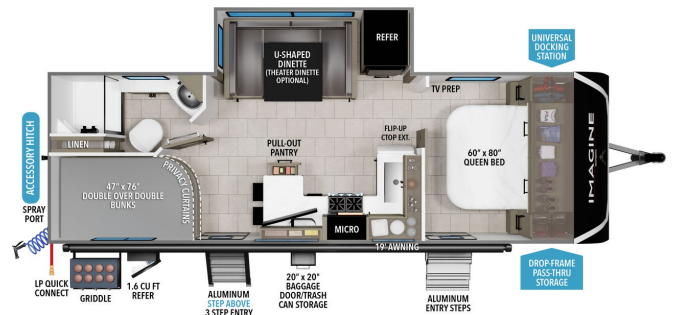 U-SHAPED
DINETTE
(THEATER DINETTE
OPTIONAL)
REFER
UNIVERSAL
DOCKING
STATION
TV PREP
LINEN
ACCESSORY HITCH
PULL-OUT
PANTRY
FLIP-UP
CTOP EXT.
60" x 80"
QUEEN BED
IMAGINE
47" x 76"
DOUBLE OVER DOUBLE
BUNKS
PRIVACY CURTAINS
SPRAY
PORT
MICRO
19' AWNING
LP QUICK
CONNECT
GRIDDLE
1.6 CU FT
REFER
ALUMINUM
STEP ABOVE
3 STEP ENTRY
20" x 20"
BAGGAGE
DOOR/TRASH
CAN STORAGE
ALUMINUM
ENTRY STEPS
DROP-FRAME
PASS-THRU
STORAGE